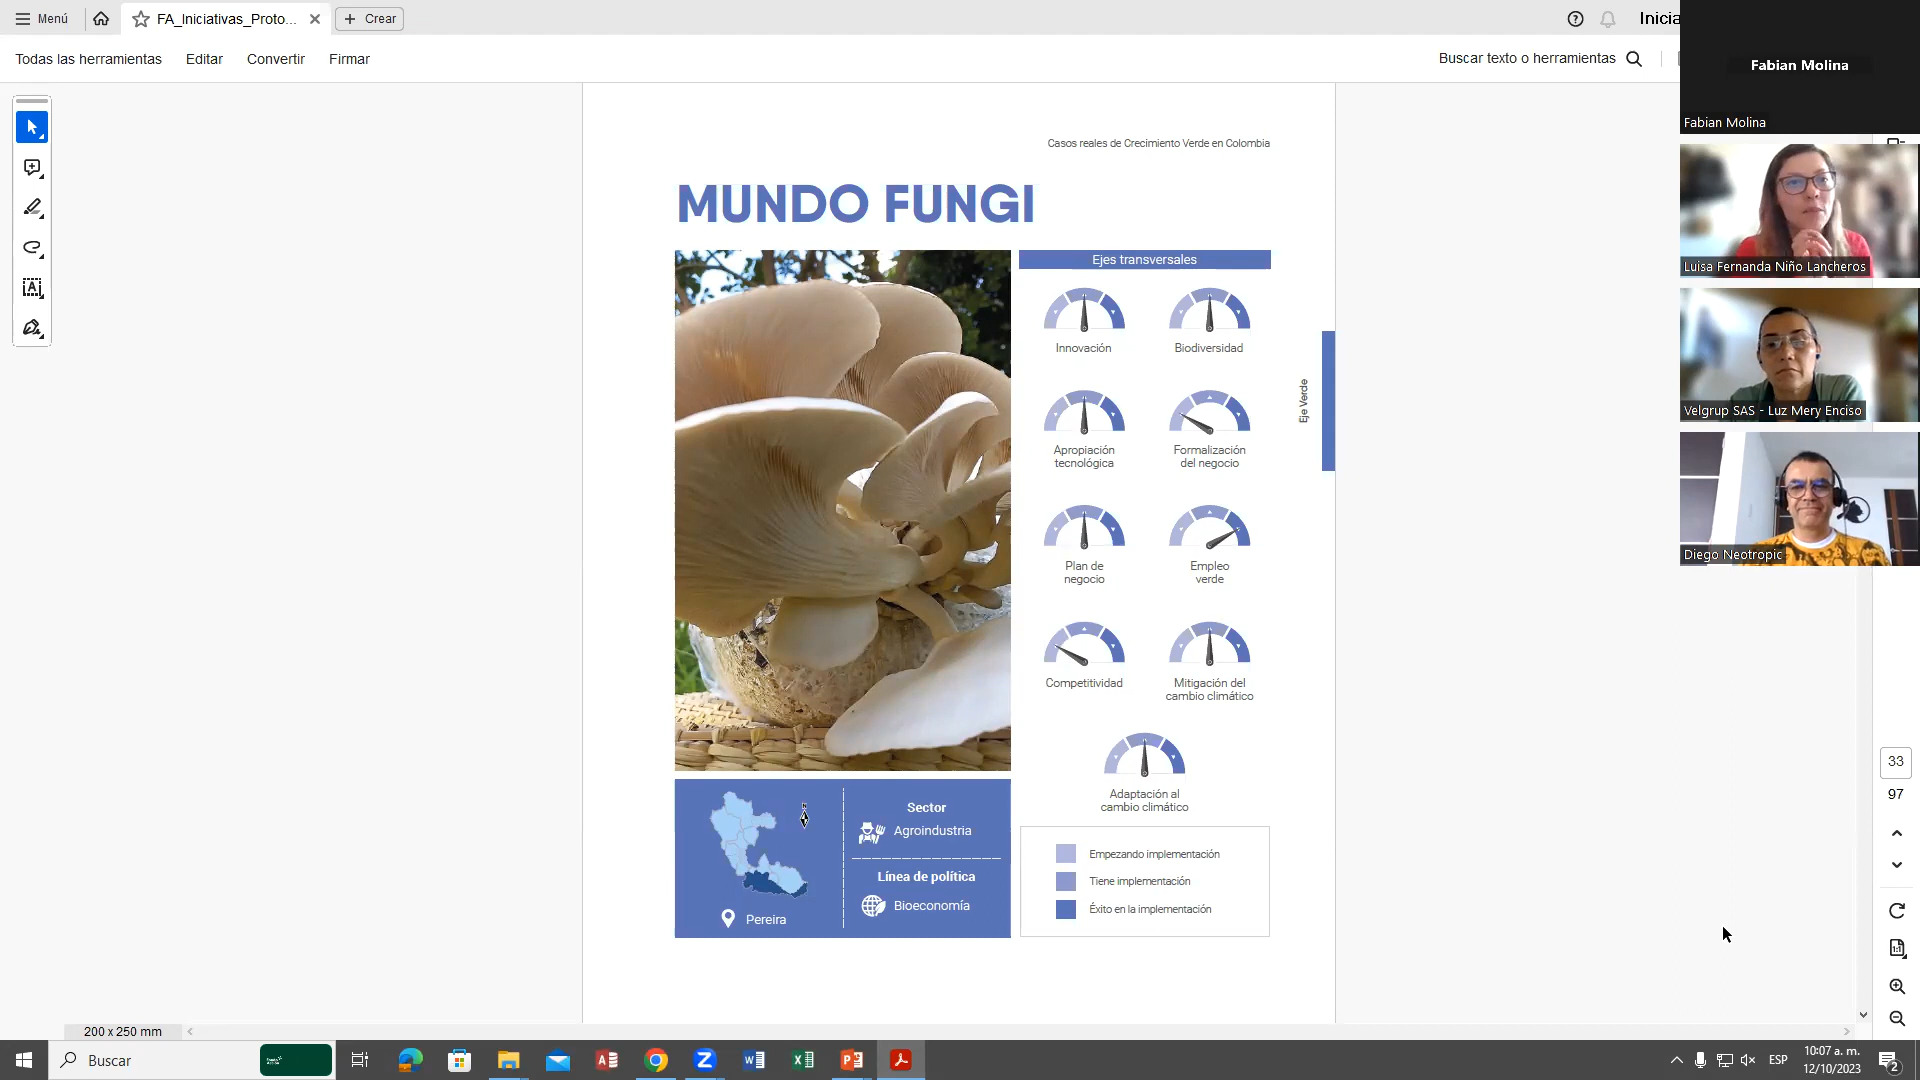 Menú
FA_Iniciativas_Proto...
Crear
Inicia
Todas las herramientas
Editar
Convertir
Firmar
Buscar texto o herramientas
Fabian Molina
Fabian Molina
Luisa Fernanda Niño Lancheros
Velgrup SAS - Luz Mery Enciso
Diego Neotropic
Casos reales de Crecimiento Verde en Colombia
MUNDO FUNGI
Ejes transversales
Innovación
Biodiversidad
Apropiación
tecnológica
Formalización
del negocio
Plan de
negocio
Empleo
verde
Competitividad
Mitigación del
cambio climático
Adaptación al
cambio climático
Eje Verde
Empezando implementación
Tiene implementación
Éxito en la implementación
N
Pereira
Sector
Agroindustria
Línea de política
Bioeconomía
33
97
200 x 250 mm
Buscar
ESP
10:07 a. m.
12/10/2023
2